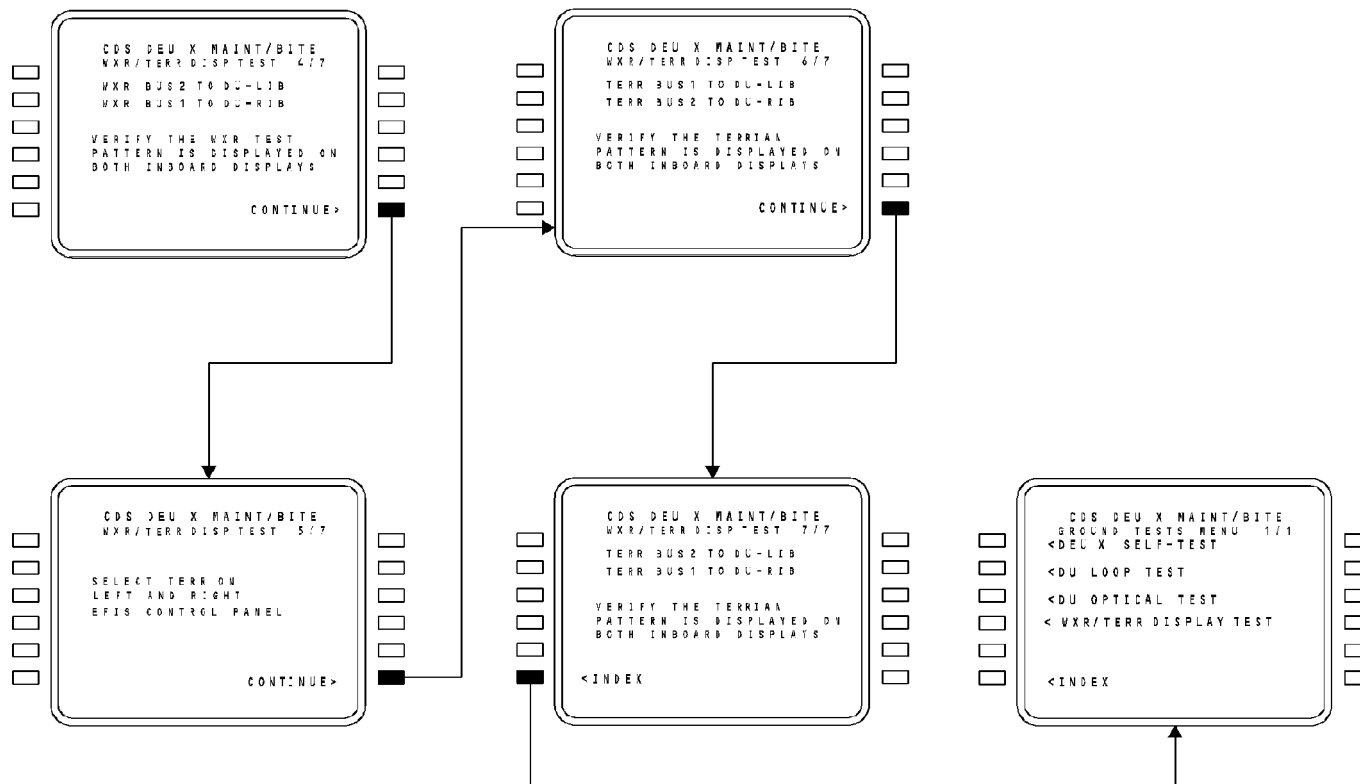 CDS DEU X MAINT/BITE
WXR/TERR DISP TEST 4/7
WXR BUS2 TO DU-LIB
WXR BUS1 TO DU-RIB
VERIFY THE WXR TEST
PATTERN IS DISPLAYED ON
BOTH INBOARD DISPLAYS
CONTINUE>
CDS DEU X MAINT/BITE
WXR/TERR DISP TEST 6/7
TERR BUS1 TO DU-LIB
TERR BUS2 TO DU-RIB
VERIFY THE TERRIAN
PATTERN IS DISPLAYED ON
BOTH INBOARD DISPLAYS
CONTINUE>
CDS DEU X MAINT/BITE
WXR/TERR DISP TEST 5/7
SELECT TERR ON
LEFT AND RIGHT
EFIS CONTROL PANEL
CONTINUE>
CDS DEU X MAINT/BITE
WXR/TERR DISP TEST 7/7
TERR BUS2 TO DU-LIB
TERR BUS1 TO DU-RIB
VERIFY THE TERRIAN
PATTERN IS DISPLAYED ON
BOTH INBOARD DISPLAYS
<INDEX
CDS DEU X MAINT/BITE
GROUND TESTS MENU 1/1
<DEU X SELF-TEST
<DU LOOP TEST
<DU OPTICAL TEST
< WXR/TERR DISPLAY TEST
<INDEX